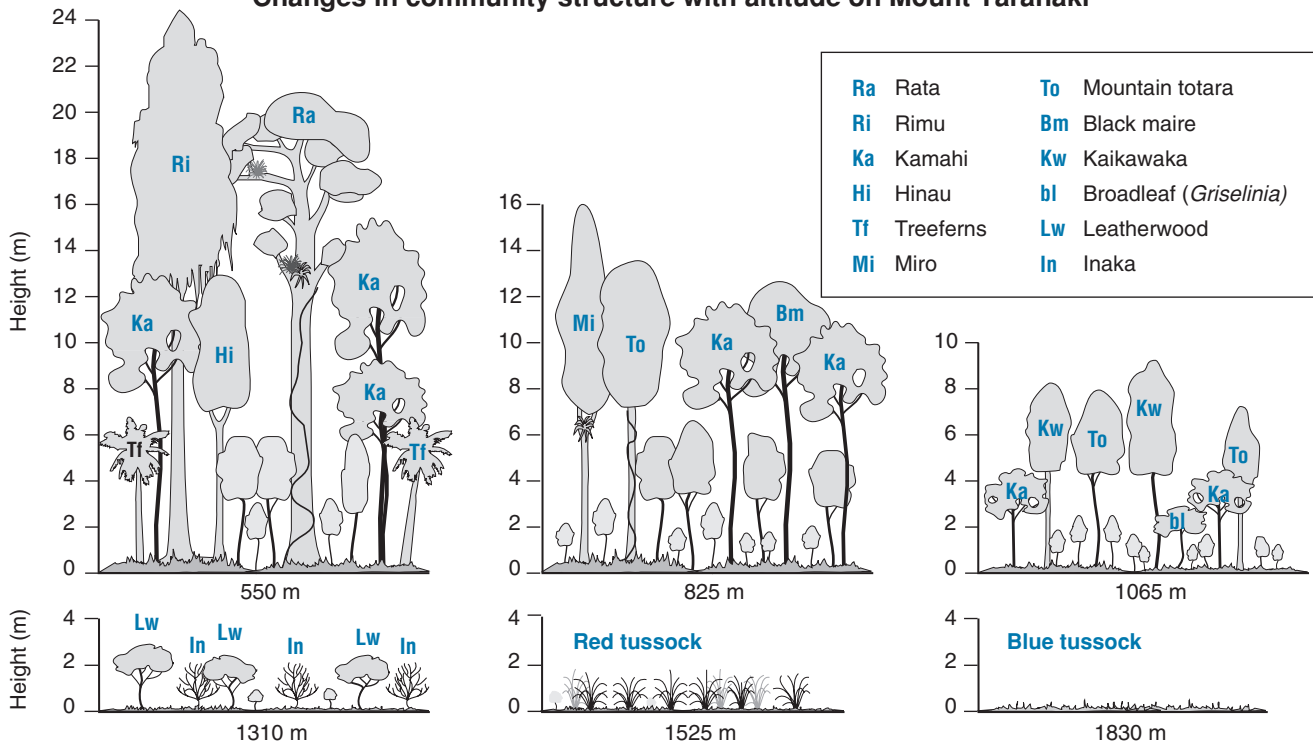 Changes in community structure with altitude on Mount Taranaki
Height (m)
24
22
20
18
16
14
12
10
8
6
4
2
0
Ri
Ra
Ka
Ka
Hi
Ka
Tf
Tf
550 m
16
14
12
10
8
6
4
2
0
Mi
To
Ka
Bm
Ka
825 m
Ra Rata
Ri Rimu
Ka Kamahi
Hi Hinau
Tf Treeferns
Mi Miro
To Mountain totara
Bm Black maire
Kw Kaikawaka
bl Broadleaf (Griselinia)
Lw Leatherwood
In Inaka
10
8
6
4
2
0
Kw
To
Kw
To
Ka
Ka
bl
1065 m
Height (m)
4
2
0
Lw
In
Lw
In
Lw
In
1310 m
4
2
0
Red tussock
1525 m
4
2
0
Blue tussock
1830 m